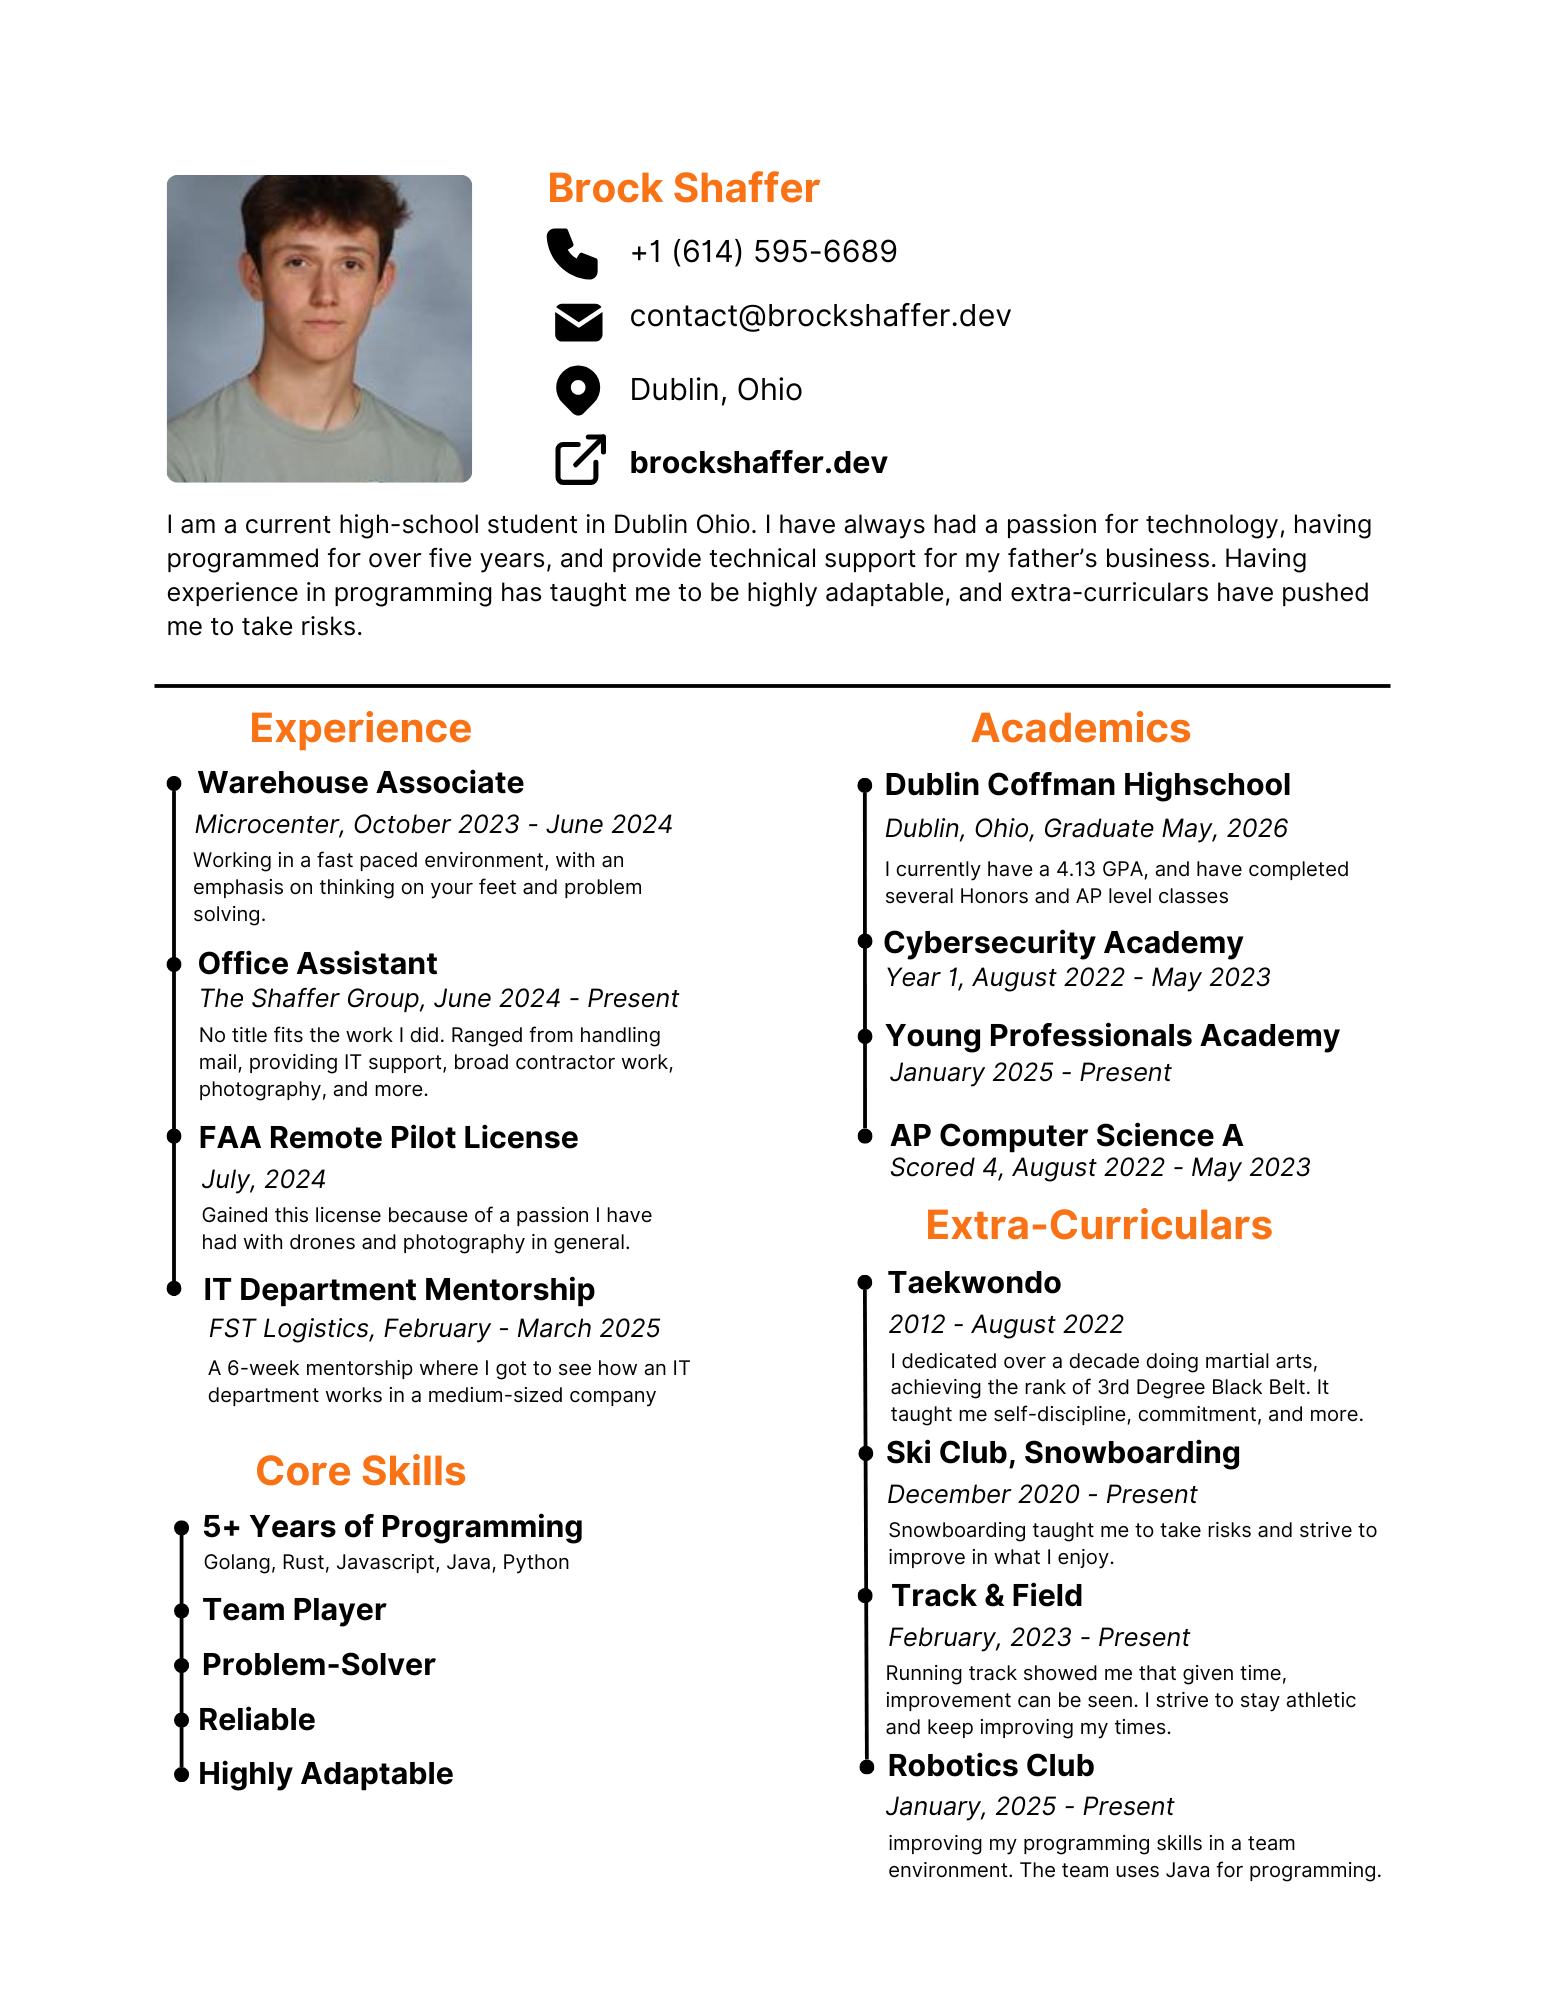 Brock Shaffer
+1 (614) 595-6689
contact@brockshaffer.dev
Dublin, Ohio
brockshaffer.dev
I am a current high-school student in Dublin Ohio. I have always had a passion for technology, having
programmed for over five years, and provide technical support for my father’s business. Having
experience in programming has taught me to be highly adaptable, and extra-curriculars have pushed
me to take risks.
Experience
Warehouse Associate
Microcenter, October 2023 - June 2024
Working in a fast paced environment, with an
emphasis on thinking on your feet and problem
solving.
Office Assistant
The Shaffer Group, June 2024 - Present
No title fits the work I did. Ranged from handling
mail, providing IT support, broad contractor work,
photography, and more.
FAA Remote Pilot License
July, 2024
Gained this license because of a passion I have
had with drones and photography in general.
IT Department Mentorship
FST Logistics, February - March 2025
A 6-week mentorship where I got to see how an IT
department works in a medium-sized company
Core Skills
5+ Years of Programming
Golang, Rust, Javascript, Java, Python
Team Player
Problem-Solver
Reliable
Highly Adaptable
Academics
Dublin Coffman Highschool
Dublin, Ohio, Graduate May, 2026
I currently have a 4.13 GPA, and have completed
several Honors and AP level classes
Cybersecurity Academy
Year 1, August 2022 - May 2023
Young Professionals Academy
January 2025 - Present
AP Computer Science A
Scored 4, August 2022 - May 2023
Extra-Curriculars
Taekwondo
2012 - August 2022
I dedicated over a decade doing martial arts,
achieving the rank of 3rd Degree Black Belt. It
taught me self-discipline, commitment, and more.
Ski Club, Snowboarding
December 2020 - Present
Snowboarding taught me to take risks and strive to
improve in what I enjoy.
Track & Field
February, 2023 - Present
Running track showed me that given time,
improvement can be seen. I strive to stay athletic
and keep improving my times.
Robotics Club
January, 2025 - Present
improving my programming skills in a team
environment. The team uses Java for programming.